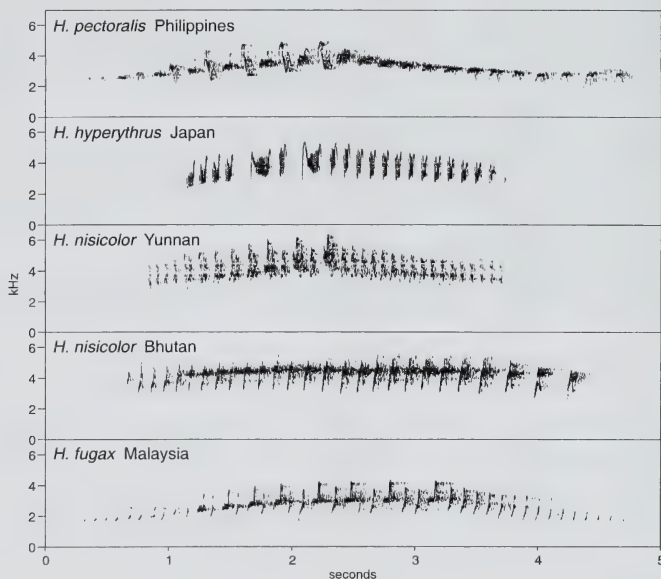 H. pectoralis Philippines
6
4
2
0
H. hyperythrus Japan
6
4
2
0
H. nisicolor Yunnan
6
4
2
0
H. nisicolor Bhutan
6
4
2
0
H. fugax Malaysia
6
4
2
0
kHz
0 1 2 3 4 5
seconds